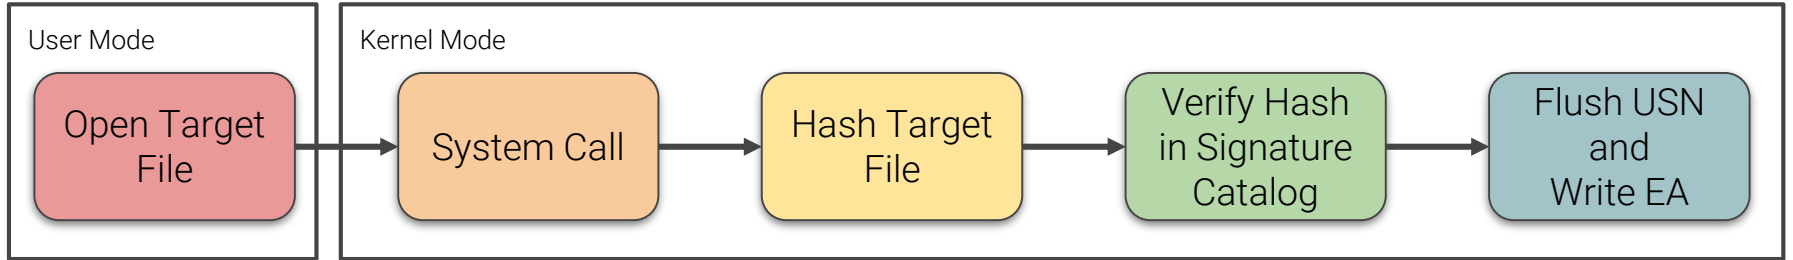 User Mode
Kernel Mode
Open Target
File
System Call
Hash Target
File
Verify Hash
in Signature
Catalog
Flush USN
and
Write EA